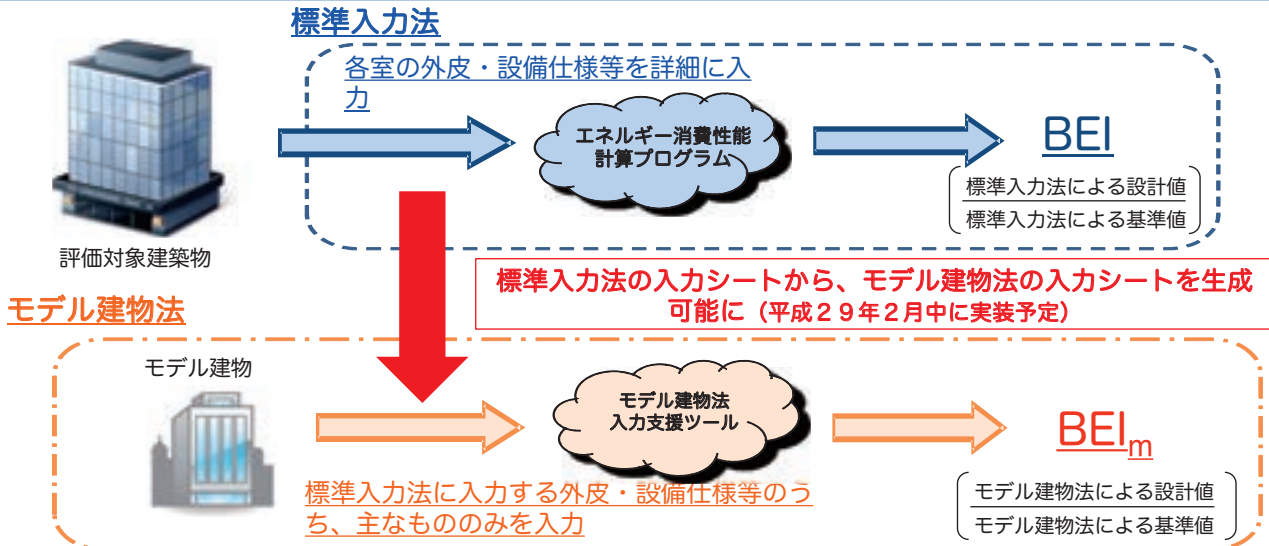 標準入力法
各室の外皮・設備仕様等を詳細に入
力
エネルギー消費性能
計算プログラム
BEI
標準入力法による設計値
標準入力法による基準値
評価対象建築物
標準入力法の入力シートから、モデル建物法の入力シートを生成
可能に（平成２９年２月中に実装予定）
モデル建物法
モデル建物
モデル建物法
入力支援ツール
BEIm
標準入力法に入力する外皮・設備仕様等のう
ち、主なもののみを入力
モデル建物法による設計値
モデル建物法による基準値